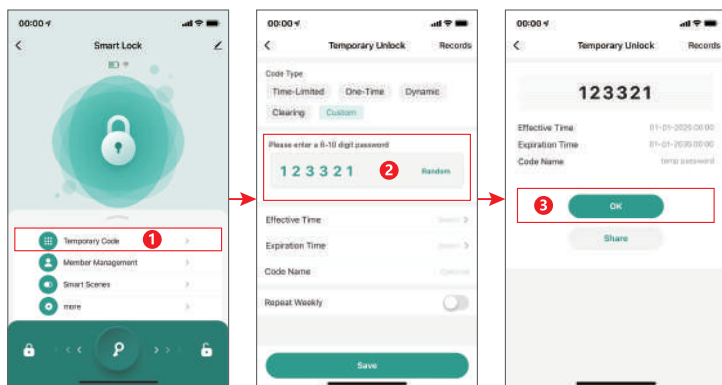 00:00
Smart Lock
Temporary Code 1
Member Management
Smart Scenes
more
00:00
Temporary Unlock Records
Code Type
Time-Limited One-Time Dynamic
Clearing Custom
Please enter a 6-10 digit password
123321 2 Random
Effective Time Select
Expiration Time Select
Code Name Optional
Repeat Weekly
Save
00:00
Temporary Unlock Records
123321
Effective Time 01-01-2020 00:00
Expiration Time 01-01-2030 00:00
Code Name temp password
3 OK
Share